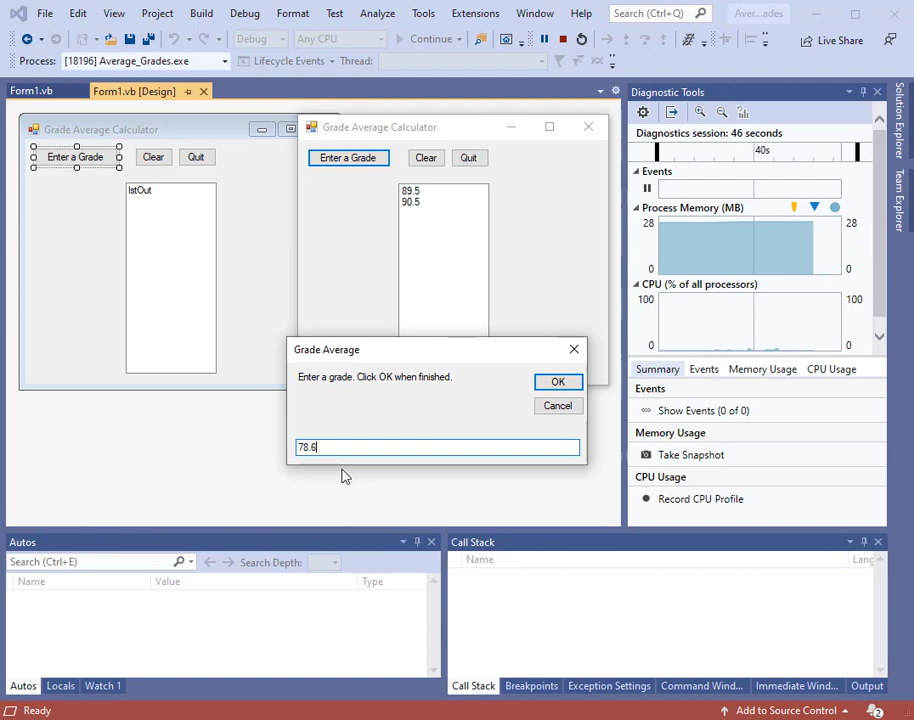 File Edit View Project Build Debug Format Test Analyze Tools Extensions Window Help Search (Ctrl+Q) Aver...ades
Debug Any CPU Continue Live Share
Process: [18196] Average_Grades.exe Lifecycle Events Thread:
Form1.vb Form1.vb [Design]
Grade Average Calculator
Enter a Grade Clear Quit
lstOut
Grade Average Calculator
Enter a Grade Clear Quit
89.5
90.5
Grade Average
Enter a grade. Click OK when finished.
OK
Cancel
78.6
Diagnostic Tools
Diagnostics session: 46 seconds
40s
Events
Process Memory (MB)
28 28
0 0
CPU (% of all processors)
100 100
0 0
Summary Events Memory Usage CPU Usage
Events
Show Events (0 of 0)
Memory Usage
Take Snapshot
CPU Usage
Record CPU Profile
Solution Explorer
Team Explorer
Autos
Search (Ctrl+E) Search Depth:
Name Value Type
Autos Locals Watch 1
Call Stack
Name Lang
Call Stack Breakpoints Exception Settings Command Wind... Immediate Wind... Output
Ready Add to Source Control 2